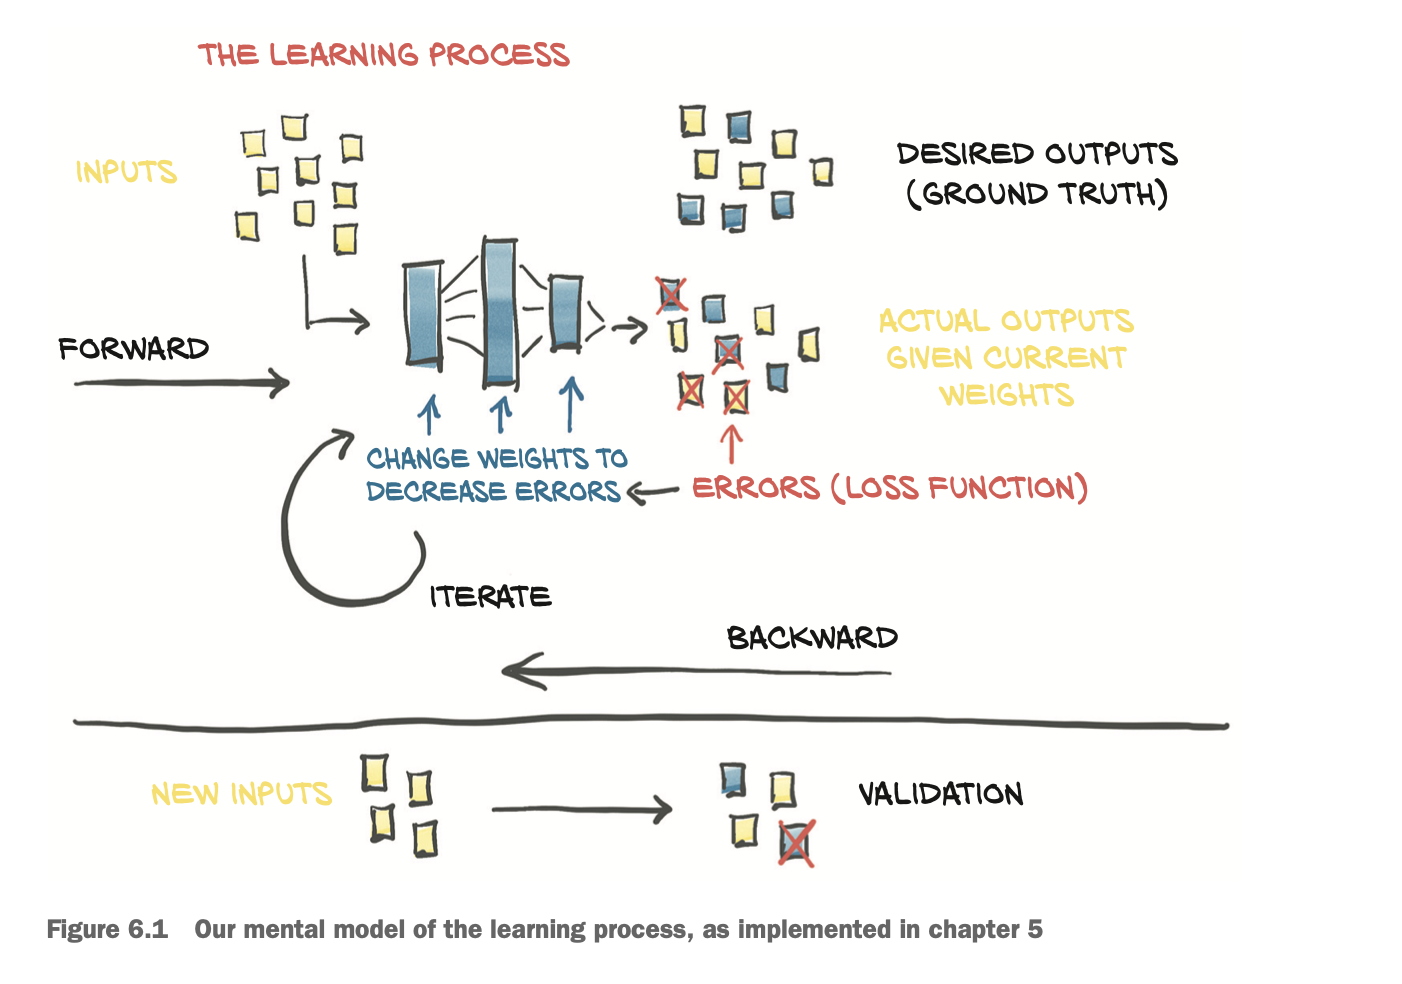 THE LEARNING PROCESS
INPUTS
DESIRED OUTPUTS
(GROUND TRUTH)
FORWARD
ACTUAL OUTPUTS
GIVEN CURRENT
WEIGHTS
CHANGE WEIGHTS TO
DECREASE ERRORS
ERRORS (LOSS FUNCTION)
ITERATE
BACKWARD
NEW INPUTS
VALIDATION
Figure 6.1 Our mental model of the learning process, as implemented in chapter 5